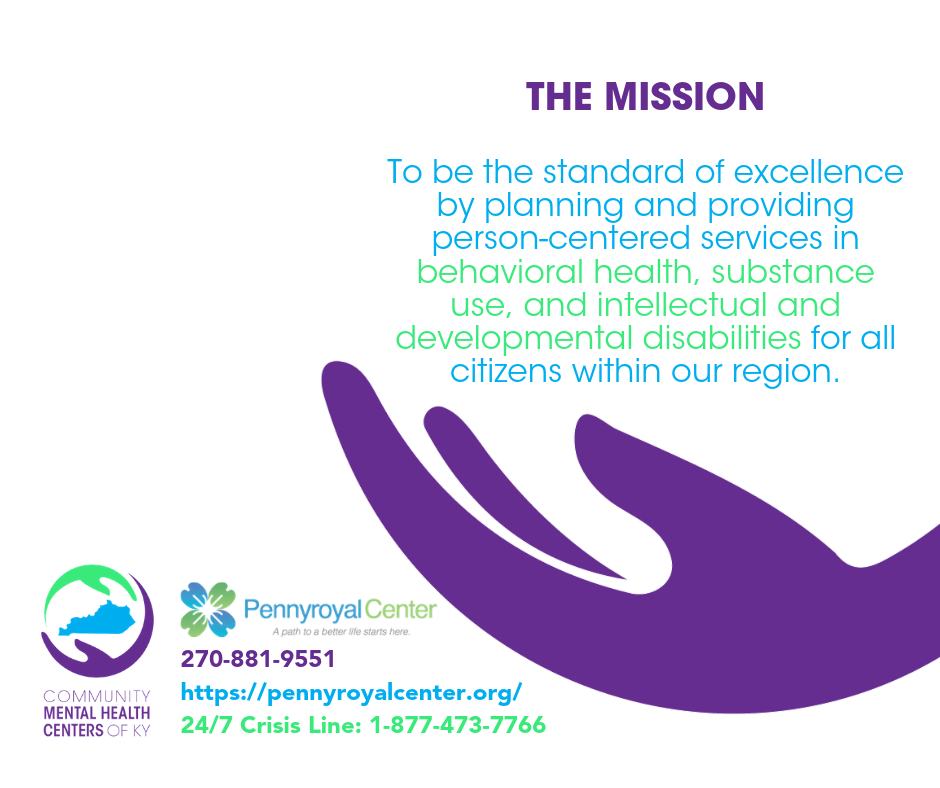 THE MISSION
To be the standard of excellence
by planning and providing
person-centered services in
behavioral health, substance
use, and intellectual and
developmental disabilities for all
citizens within our region.
COMMUNITY
MENTAL HEALTH
CENTERS OF KY
Pennyroyal Center
A path to a better life starts here.
270-881-9551
https://pennyroyalcenter.org/
24/7 Crisis Line: 1-877-473-7766